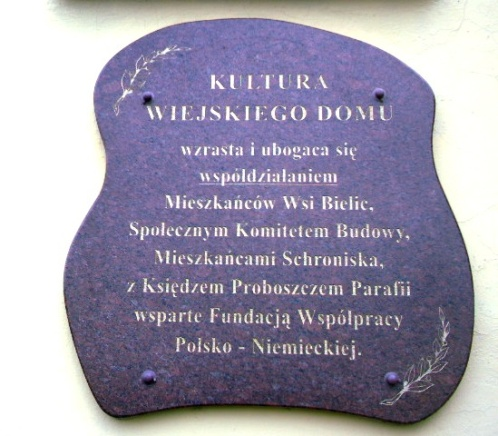 KULTURA
WIEJSKIEGO DOMU
wzrasta i ubogaca się
współdziałaniem
Mieszkańców Wsi Bielic,
Społecznym Komitetem Budowy,
Mieszkańcami Schroniska,
z Księdzem Proboszczem Parafii
wsparte Fundacją Współpracy
Polsko - Niemieckiej.